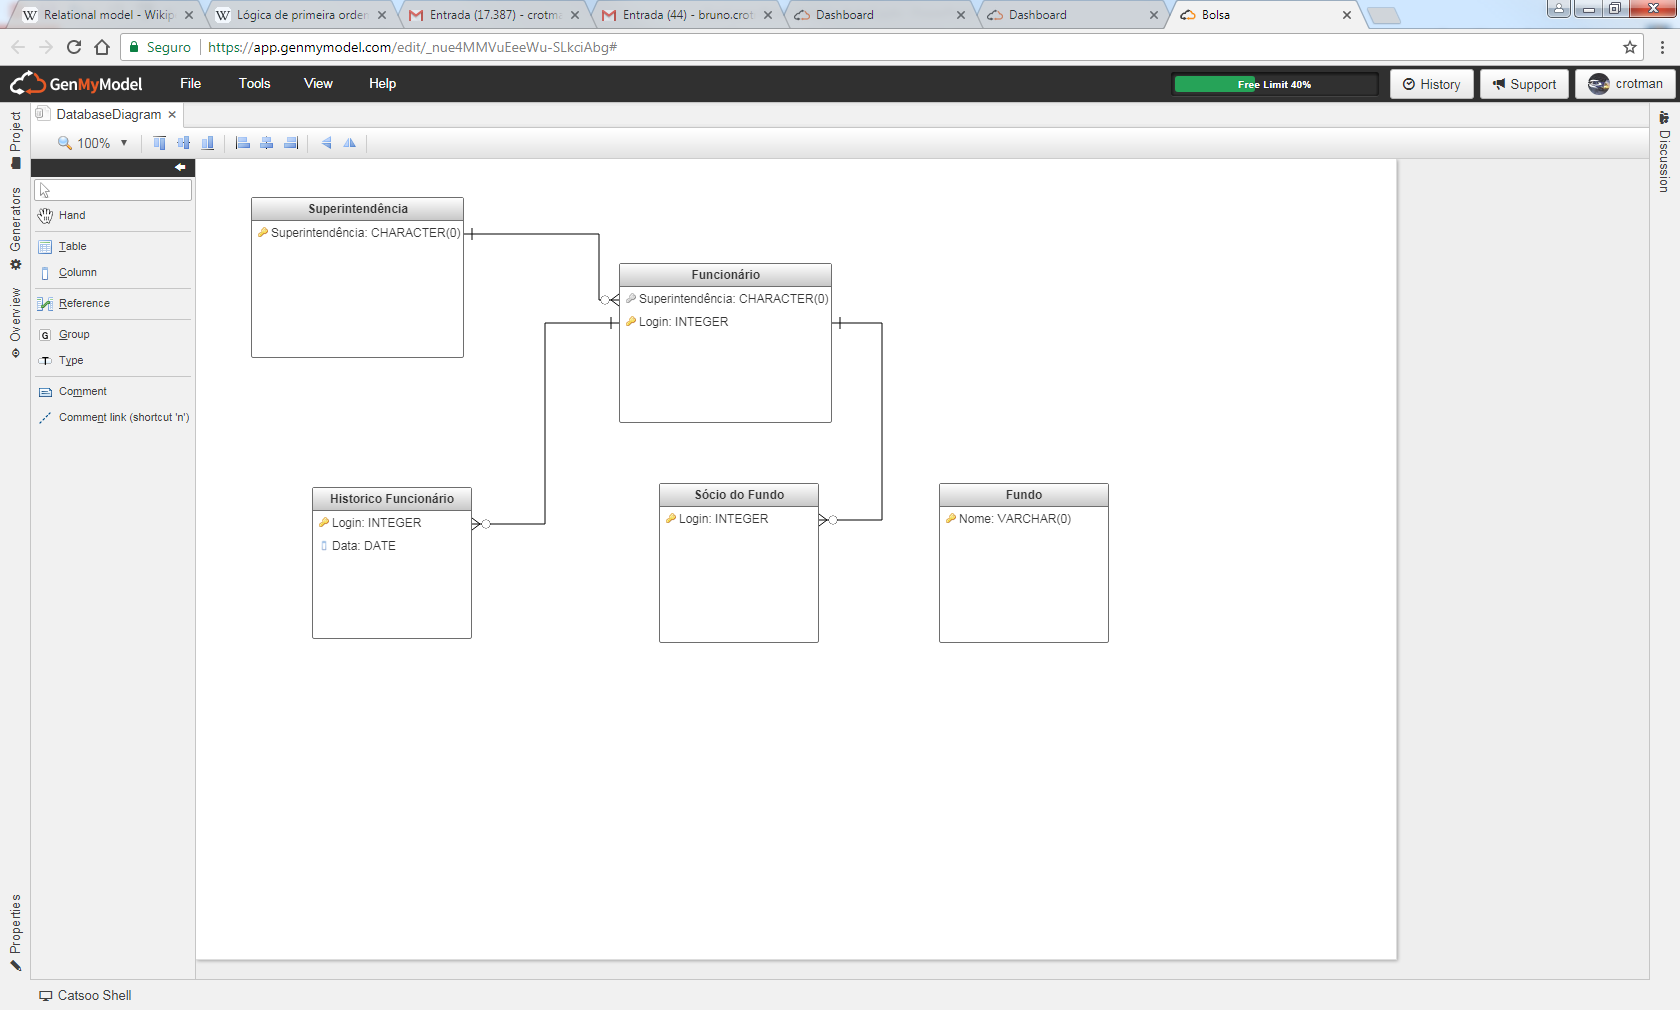 Relational model - Wikip
Lógica de primeira orden
Entrada (17.387) - crotma
Entrada (44) - bruno.crot
Dashboard
Dashboard
Bolsa
Seguro
https://app.genmymodel.com/edit/_nue4MMVuEeeWu-SLkciAbg#
GenMyModel
File
Tools
View
Help
Free Limit 40%
History
Support
crotman
DatabaseDiagram
100%
Project
Generators
Overview
Properties
Discussion
Hand
Table
Column
Reference
Group
Type
Comment
Comment link (shortcut 'n')
Superintendência
Superintendência: CHARACTER(0)
Funcionário
Superintendência: CHARACTER(0)
Login: INTEGER
Historico Funcionário
Login: INTEGER
Data: DATE
Sócio do Fundo
Login: INTEGER
Fundo
Nome: VARCHAR(0)
Catsoo Shell